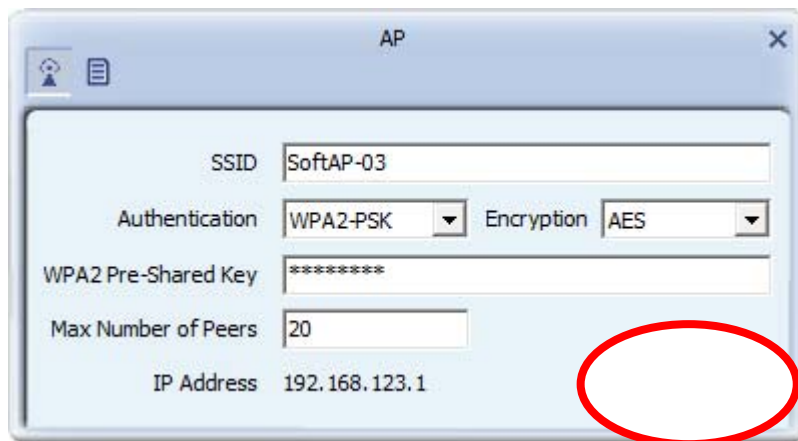 AP
SSID SoftAP-03
Authentication WPA2-PSK Encryption AES
WPA2 Pre-Shared Key ********
Max Number of Peers 20
IP Address 192.168.123.1